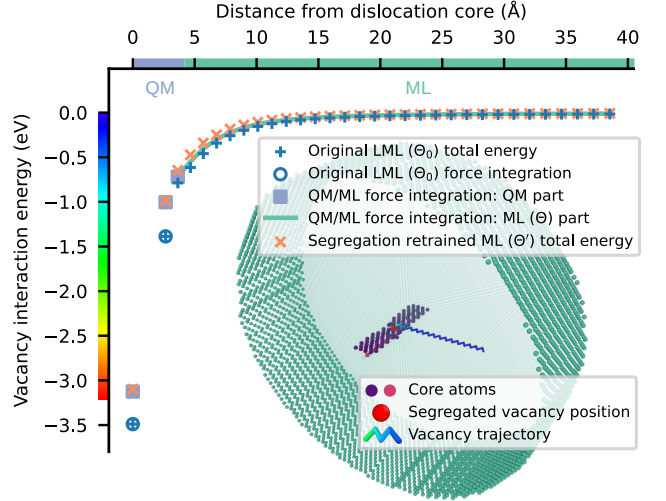 Distance from dislocation core (Å)
0 5 10 15 20 25 30 35 40
QM ML
Vacancy interaction energy (eV)
0.0
−0.5
−1.0
−1.5
−2.0
−2.5
−3.0
−3.5
Original LML (Θ₀) total energy
Original LML (Θ₀) force integration
QM/ML force integration: QM part
QM/ML force integration: ML (Θ) part
Segregation retrained ML (Θ′) total energy
Core atoms
Segregated vacancy position
Vacancy trajectory